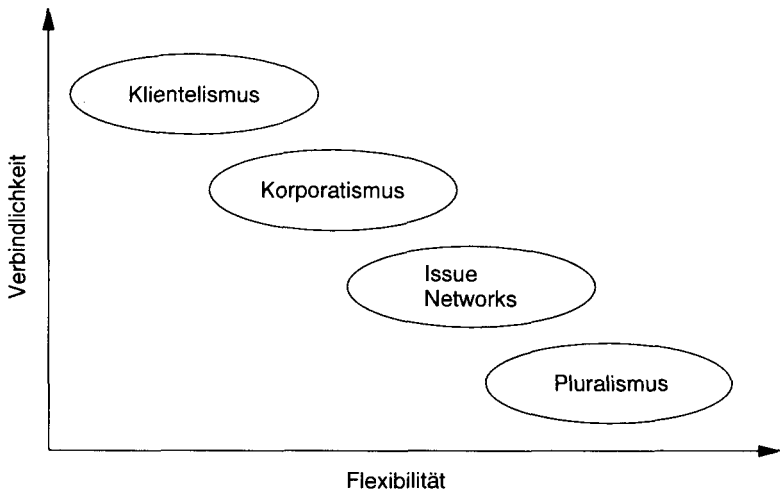 Klientelismus
Korporatismus
Issue
Networks
Pluralismus
Verbindlichkeit
Flexibilität